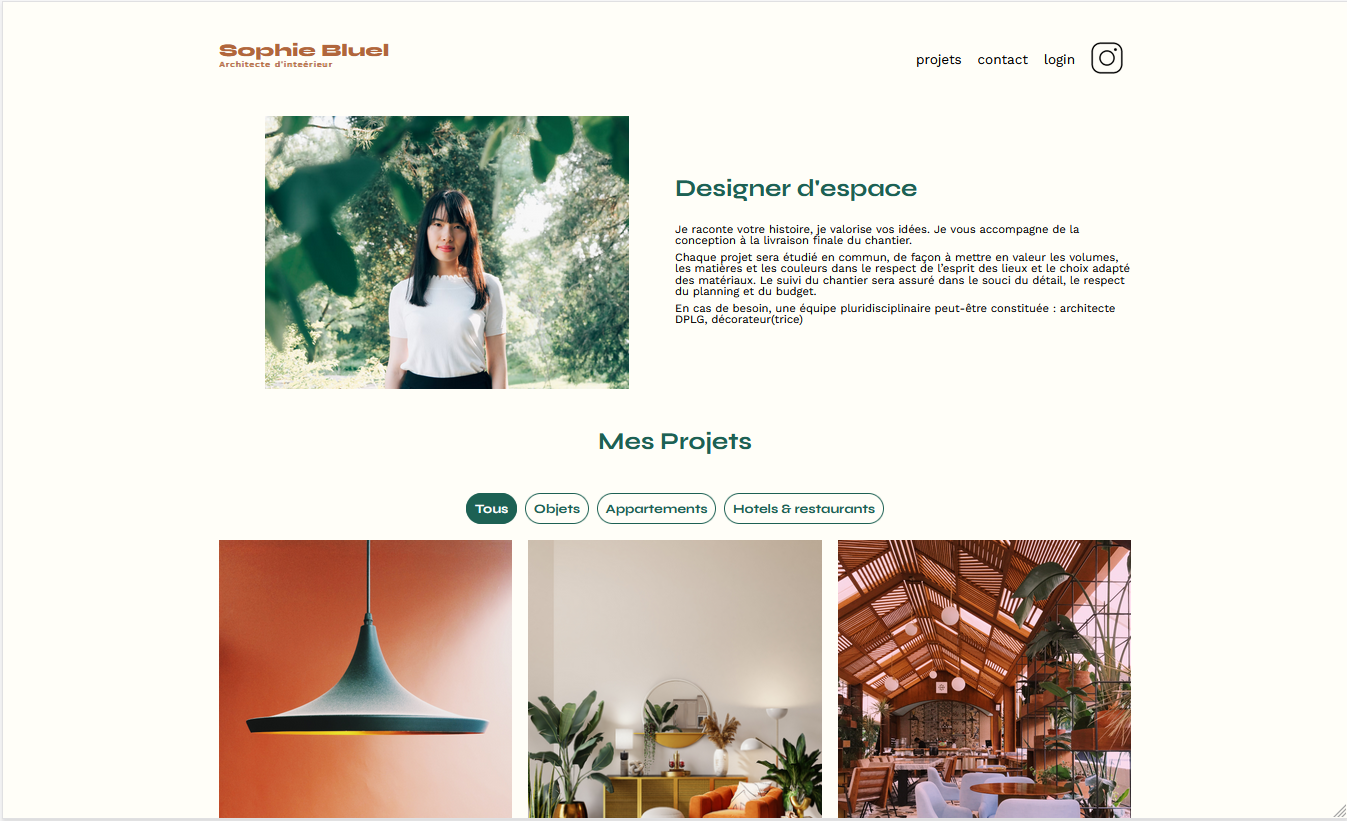 Sophie Bluel
Architecte d'inteérieur
projets contact login
Designer d'espace
Je raconte votre histoire, je valorise vos idées. Je vous accompagne de la
conception à la livraison finale du chantier.
Chaque projet sera étudié en commun, de façon à mettre en valeur les volumes,
les matières et les couleurs dans le respect de l'esprit des lieux et le choix adapté
des matériaux. Le suivi du chantier sera assuré dans le souci du détail, le respect
du planning et du budget.
En cas de besoin, une équipe pluridisciplinaire peut-être constituée : architecte
DPLG, décorateur(trice)
Mes Projets
Tous Objets Appartements Hotels & restaurants